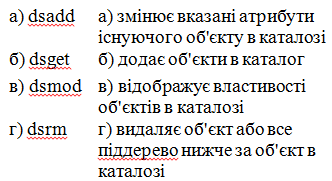 а) dsadd а) змінює вказані атрибути
існуючого об'єкту в каталозі
б) dsget б) додає об'єкти в каталог
в) dsmod в) відображує властивості
об'єктів в каталозі
г) dsrm г) видаляє об'єкт або все
піддерево нижче за об'єкт в
каталозі